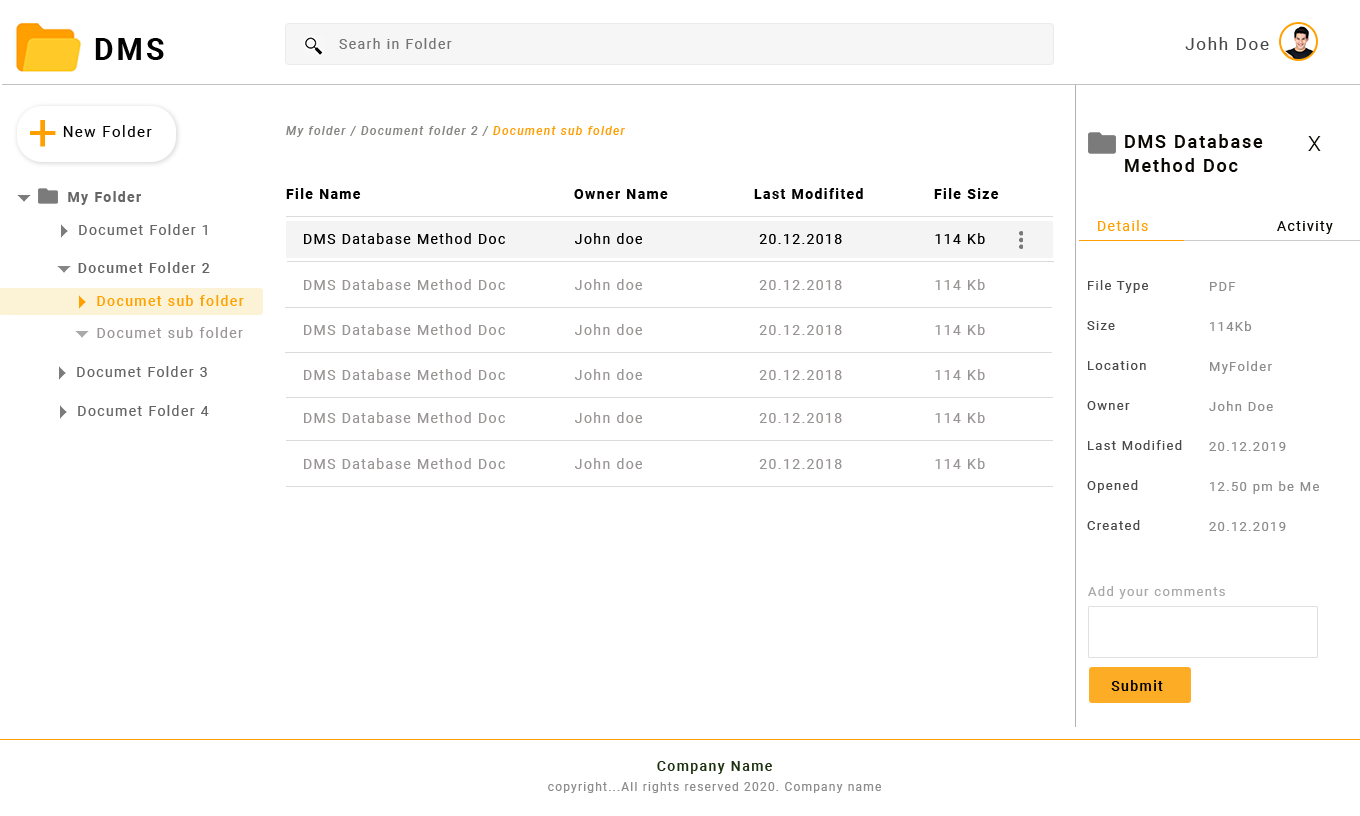 DMS
Searh in Folder
Johh Doe
New Folder
My Folder
Documet Folder 1
Documet Folder 2
Documet sub folder
Documet sub folder
Documet Folder 3
Documet Folder 4
My folder / Document folder 2 / Document sub folder
File Name Owner Name Last Modifited File Size
DMS Database Method Doc John doe 20.12.2018 114 Kb
DMS Database Method Doc John doe 20.12.2018 114 Kb
DMS Database Method Doc John doe 20.12.2018 114 Kb
DMS Database Method Doc John doe 20.12.2018 114 Kb
DMS Database Method Doc John doe 20.12.2018 114 Kb
DMS Database Method Doc John doe 20.12.2018 114 Kb
DMS Database
Method Doc
X
Details Activity
File Type PDF
Size 114Kb
Location MyFolder
Owner John Doe
Last Modified 20.12.2019
Opened 12.50 pm be Me
Created 20.12.2019
Add your comments
Submit
Company Name
copyright...All rights reserved 2020. Company name